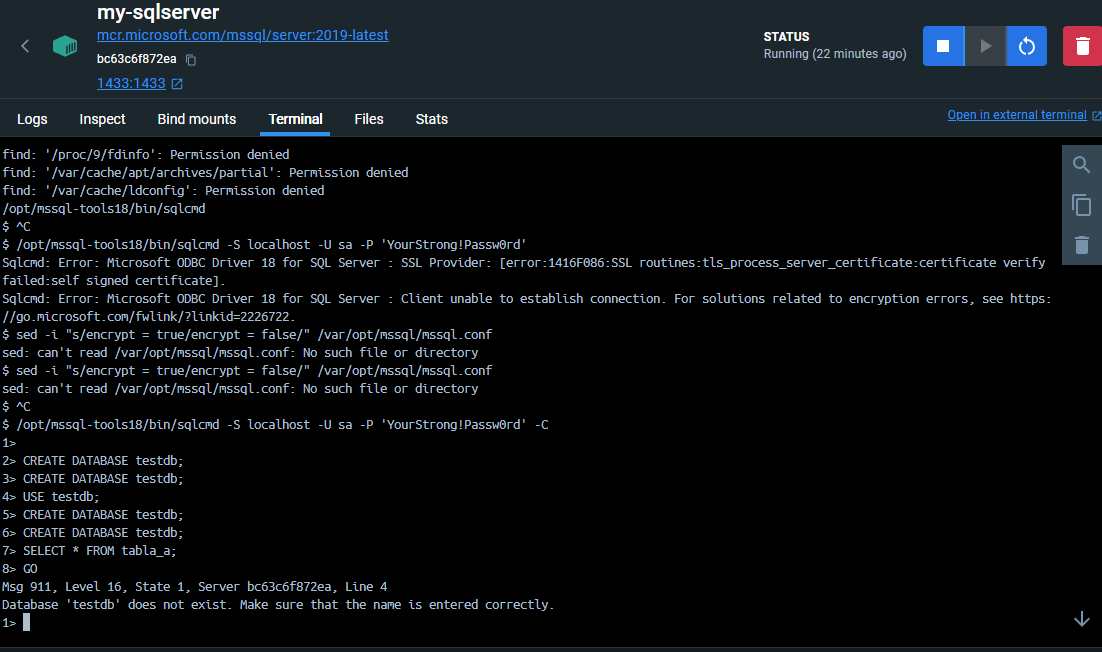 my-sqlserver
mcr.microsoft.com/mssql/server:2019-latest
bc63c6f872ea
1433:1433
STATUS
Running (22 minutes ago)
Logs Inspect Bind mounts Terminal Files Stats
Open in external terminal
find: '/proc/9/fdinfo': Permission denied
find: '/var/cache/apt/archives/partial': Permission denied
find: '/var/cache/ldconfig': Permission denied
/opt/mssql-tools18/bin/sqlcmd
$ ^C
$ /opt/mssql-tools18/bin/sqlcmd -S localhost -U sa -P 'YourStrong!Passw0rd'
Sqlcmd: Error: Microsoft ODBC Driver 18 for SQL Server : SSL Provider: [error:1416F086:SSL routines:tls_process_server_certificate:certificate verify
failed:self signed certificate].
Sqlcmd: Error: Microsoft ODBC Driver 18 for SQL Server : Client unable to establish connection. For solutions related to encryption errors, see https:
//go.microsoft.com/fwlink/?linkid=2226722.
$ sed -i "s/encrypt = true/encrypt = false/" /var/opt/mssql/mssql.conf
sed: can't read /var/opt/mssql/mssql.conf: No such file or directory
$ sed -i "s/encrypt = true/encrypt = false/" /var/opt/mssql/mssql.conf
sed: can't read /var/opt/mssql/mssql.conf: No such file or directory
$ ^C
$ /opt/mssql-tools18/bin/sqlcmd -S localhost -U sa -P 'YourStrong!Passw0rd' -C
1>
2> CREATE DATABASE testdb;
3> CREATE DATABASE testdb;
4> USE testdb;
5> CREATE DATABASE testdb;
6> CREATE DATABASE testdb;
7> SELECT * FROM tabla_a;
8> GO
Msg 911, Level 16, State 1, Server bc63c6f872ea, Line 4
Database 'testdb' does not exist. Make sure that the name is entered correctly.
1>